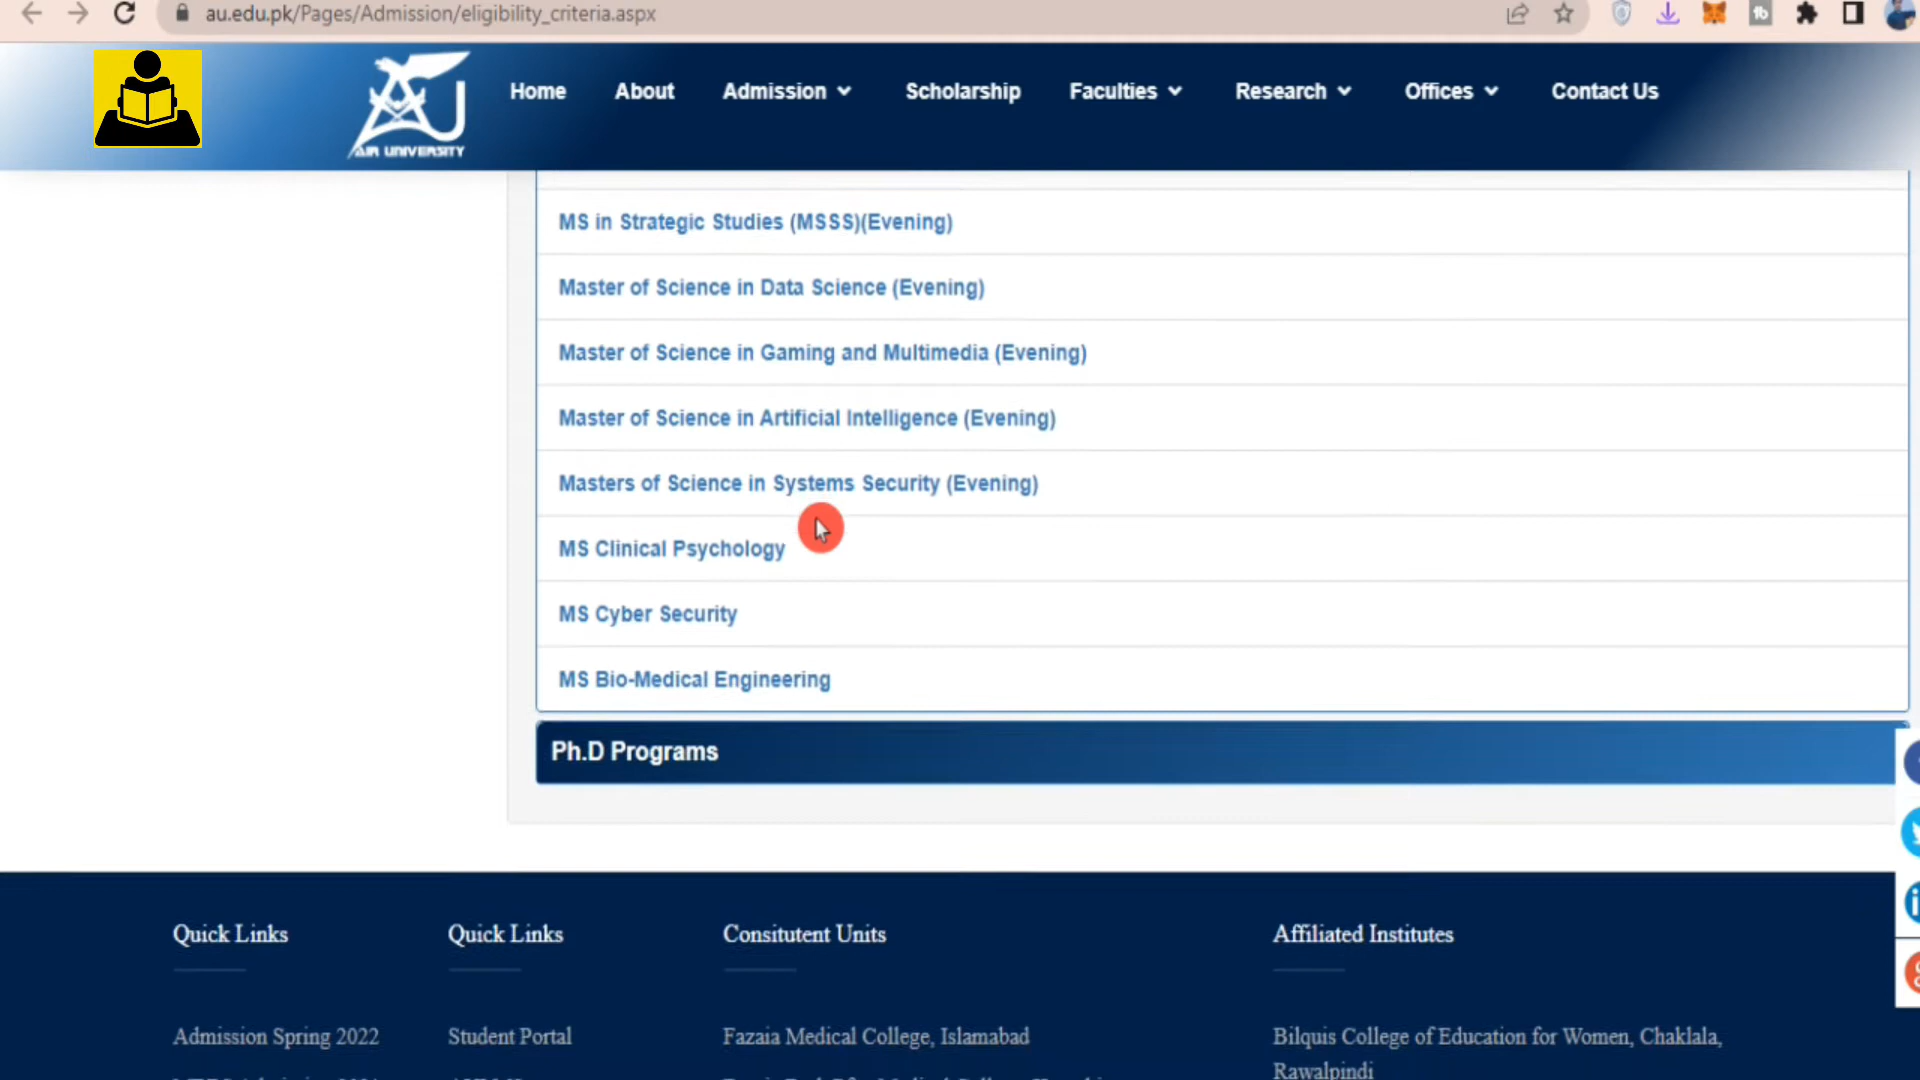 au.edu.pk/Pages/Admission/eligibility_criteria.aspx
AIR UNIVERSITY
Home About Admission Scholarship Faculties Research Offices Contact Us
MS in Strategic Studies (MSSS)(Evening)
Master of Science in Data Science (Evening)
Master of Science in Gaming and Multimedia (Evening)
Master of Science in Artificial Intelligence (Evening)
Masters of Science in Systems Security (Evening)
MS Clinical Psychology
MS Cyber Security
MS Bio-Medical Engineering
Ph.D Programs
Quick Links Quick Links Consitutent Units Affiliated Institutes
Admission Spring 2022 Student Portal Fazaia Medical College, Islamabad Bilquis College of Education for Women, Chaklala,
Rawalpindi